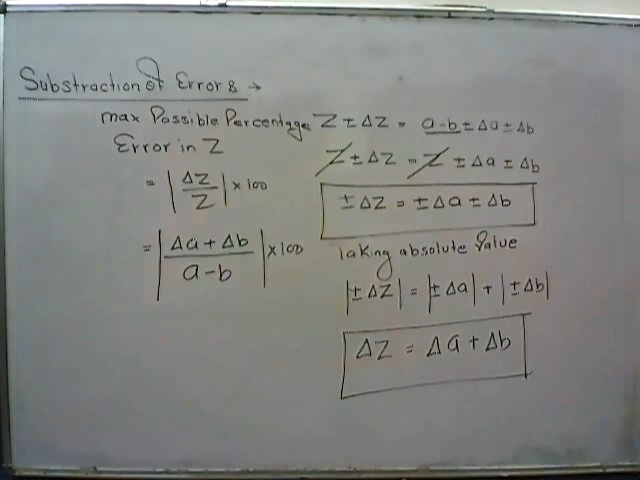 Substraction of Errors →
max Possible Percentage
Error in Z
= |ΔZ/Z| × 100
= |Δa + Δb / a - b| × 100
Z ± ΔZ = a - b ± Δa ± Δb
Z ± ΔZ = Z ± Δa ± Δb
± ΔZ = ± Δa ± Δb
Taking absolute Value
|± ΔZ| = |± Δa| + |± Δb|
ΔZ = Δa + Δb